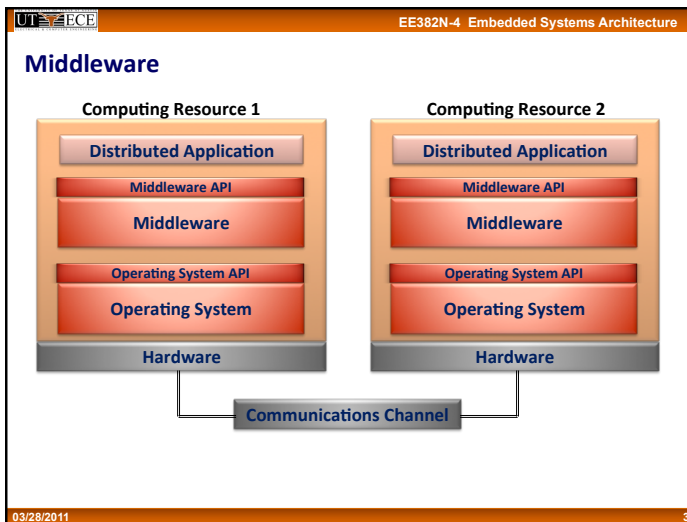 UT ECE
EE382N-4 Embedded Systems Architecture
Middleware
Computing Resource 1
Computing Resource 2
Distributed Application
Distributed Application
Middleware API
Middleware API
Middleware
Middleware
Operating System API
Operating System API
Operating System
Operating System
Hardware
Hardware
Communications Channel
03/28/2011
3